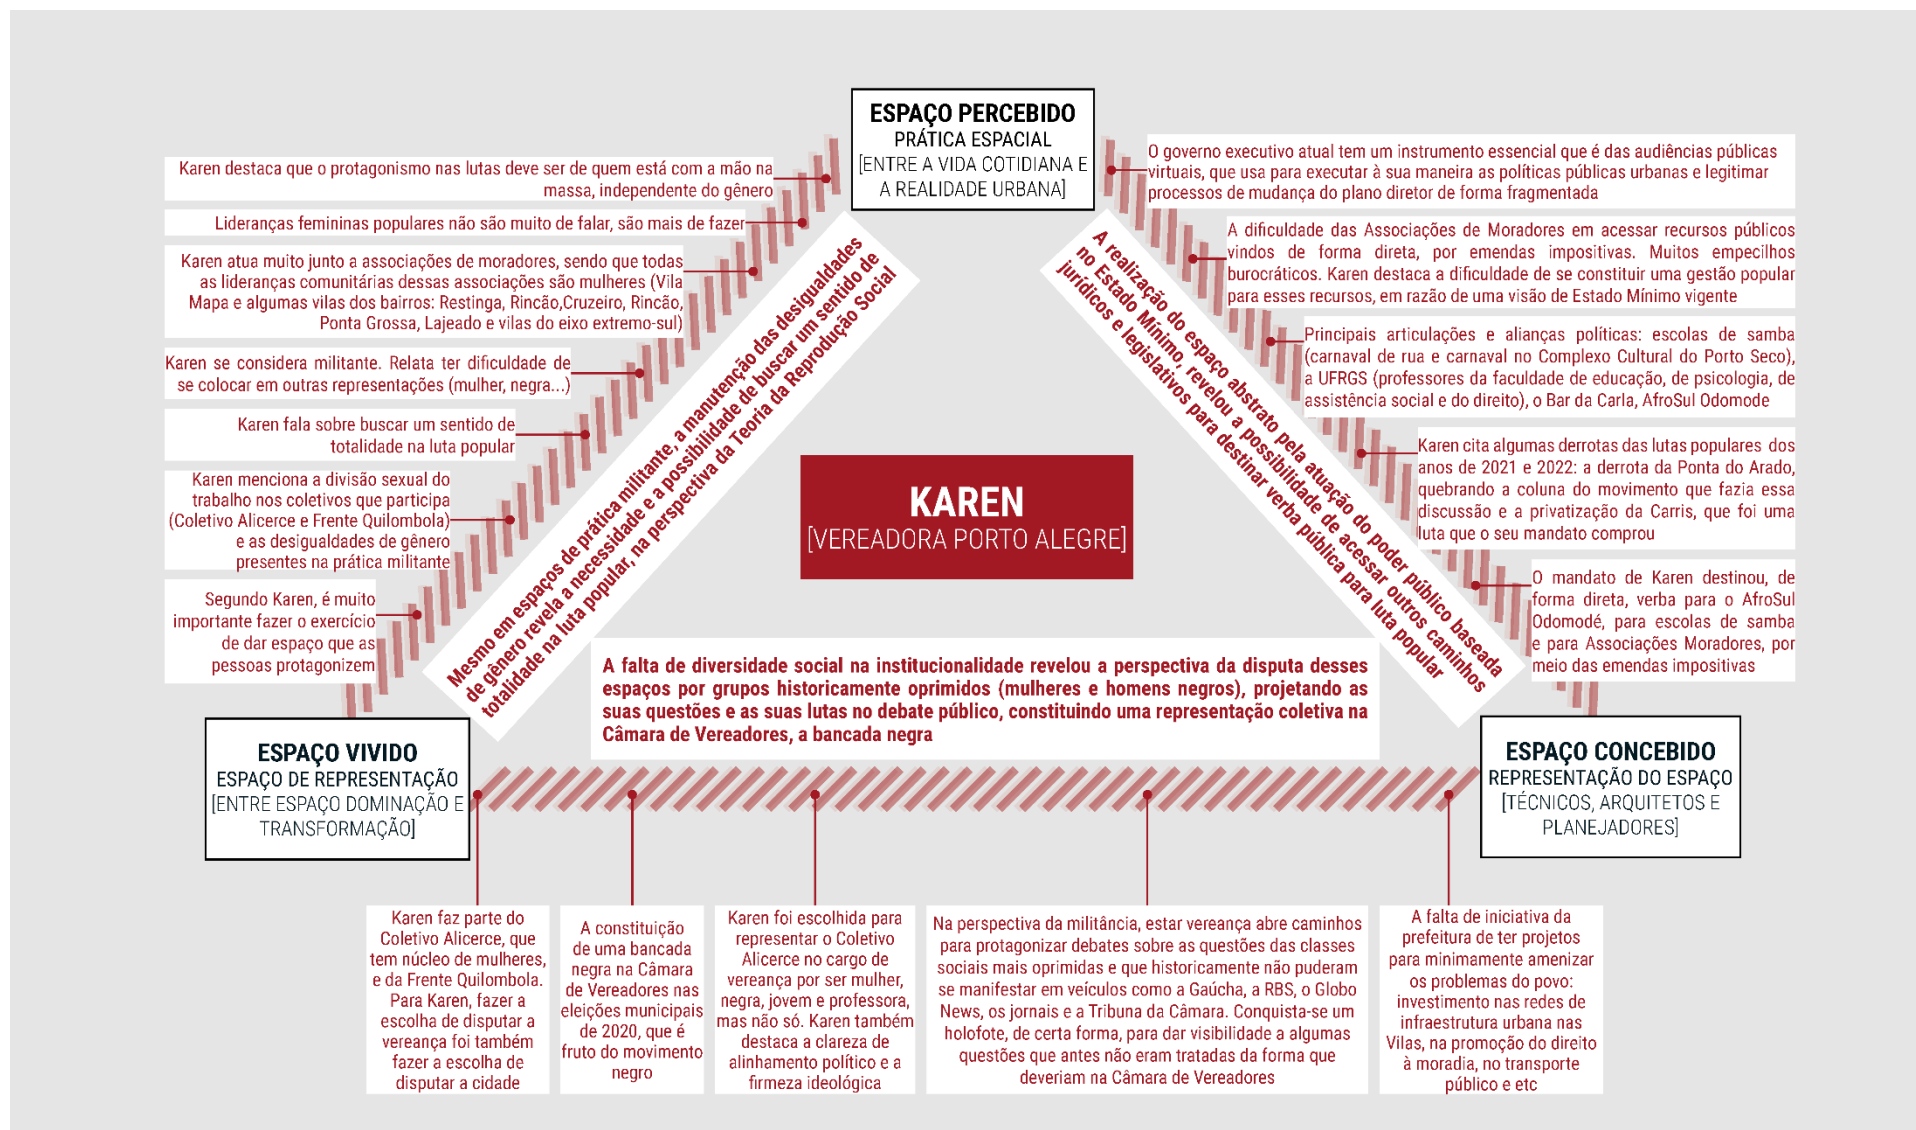 ESPAÇO PERCEBIDO
PRÁTICA ESPACIAL
[ENTRE A VIDA COTIDIANA E
A REALIDADE URBANA]
Karen destaca que o protagonismo nas lutas deve ser de quem está com a mão na
massa, independente do gênero
Lideranças femininas populares não são muito de falar, são mais de fazer
Karen atua muito junto a associações de moradores, sendo que todas
as lideranças comunitárias dessas associações são mulheres (Vila
Mapa e algumas vilas dos bairros: Restinga, Rincão,Cruzeiro, Rincão,
Ponta Grossa, Lajeado e vilas do eixo extremo-sul)
Karen se considera militante. Relata ter dificuldade de
se colocar em outras representações (mulher, negra...)
Karen fala sobre buscar um sentido de
totalidade na luta popular
Karen menciona a divisão sexual do
trabalho nos coletivos que participa
(Coletivo Alicerce e Frente Quilombola)
e as desigualdades de gênero
presentes na prática militante
Segundo Karen, é muito
importante fazer o exercício
de dar espaço que as
pessoas protagonizem
Mesmo em espaços de prática militante, a manutenção das desigualdades
de gênero revela a necessidade e a possibilidade de buscar um sentido de
totalidade na luta popular, na perspectiva da Teoria da Reprodução Social
O governo executivo atual tem um instrumento essencial que é das audiências públicas
virtuais, que usa para executar à sua maneira as políticas públicas urbanas e legitimar
processos de mudança do plano diretor de forma fragmentada
A dificuldade das Associações de Moradores em acessar recursos públicos
vindos de forma direta, por emendas impositivas. Muitos empecilhos
burocráticos. Karen destaca a dificuldade de se constituir uma gestão popular
para esses recursos, em razão de uma visão de Estado Mínimo vigente
Principais articulações e alianças políticas: escolas de samba
(carnaval de rua e carnaval no Complexo Cultural do Porto Seco),
a UFRGS (professores da faculdade de educação, de psicologia, de
assistência social e do direito), o Bar da Carla, AfroSul Odomode
Karen cita algumas derrotas das lutas populares dos
anos de 2021 e 2022: a derrota da Ponta do Arado,
quebrando a coluna do movimento que fazia essa
discussão e a privatização da Carris, que foi uma
luta que o seu mandato comprou
O mandato de Karen destinou, de
forma direta, verba para o AfroSul
Odomodé, para escolas de samba
e para Associações Moradores, por
meio das emendas impositivas
A realização do espaço abstrato pela atuação do poder público baseada
no Estado Mínimo, revelou a possibilidade de acessar outros caminhos
jurídicos e legislativos para destinar verba pública para luta popular
KAREN
[VEREADORA PORTO ALEGRE]
A falta de diversidade social na institucionalidade revelou a perspectiva da disputa desses
espaços por grupos historicamente oprimidos (mulheres e homens negros), projetando as
suas questões e as suas lutas no debate público, constituindo uma representação coletiva na
Câmara de Vereadores, a bancada negra
ESPAÇO VIVIDO
ESPAÇO DE REPRESENTAÇÃO
[ENTRE ESPAÇO DOMINAÇÃO E
TRANSFORMAÇÃO]
ESPAÇO CONCEBIDO
REPRESENTAÇÃO DO ESPAÇO
[TÉCNICOS, ARQUITETOS E
PLANEJADORES]
Karen faz parte do
Coletivo Alicerce, que
tem núcleo de mulheres,
e da Frente Quilombola.
Para Karen, fazer a
escolha de disputar a
vereança foi também
fazer a escolha de
disputar a cidade
A constituição
de uma bancada
negra na Câmara
de Vereadores nas
eleições municipais
de 2020, que é
fruto do movimento
negro
Karen foi escolhida para
representar o Coletivo
Alicerce no cargo de
vereança por ser mulher,
negra, jovem e professora,
mas não só. Karen também
destaca a clareza de
alinhamento político e a
firmeza ideológica
Na perspectiva da militância, estar vereança abre caminhos
para protagonizar debates sobre as questões das classes
sociais mais oprimidas e que historicamente não puderam
se manifestar em veículos como a Gaúcha, a RBS, o Globo
News, os jornais e a Tribuna da Câmara. Conquista-se um
holofote, de certa forma, para dar visibilidade a algumas
questões que antes não eram tratadas da forma que
deveriam na Câmara de Vereadores
A falta de iniciativa da
prefeitura de ter projetos
para minimamente amenizar
os problemas do povo:
investimento nas redes de
infraestrutura urbana nas
Vilas, na promoção do direito
à moradia, no transporte
público e etc